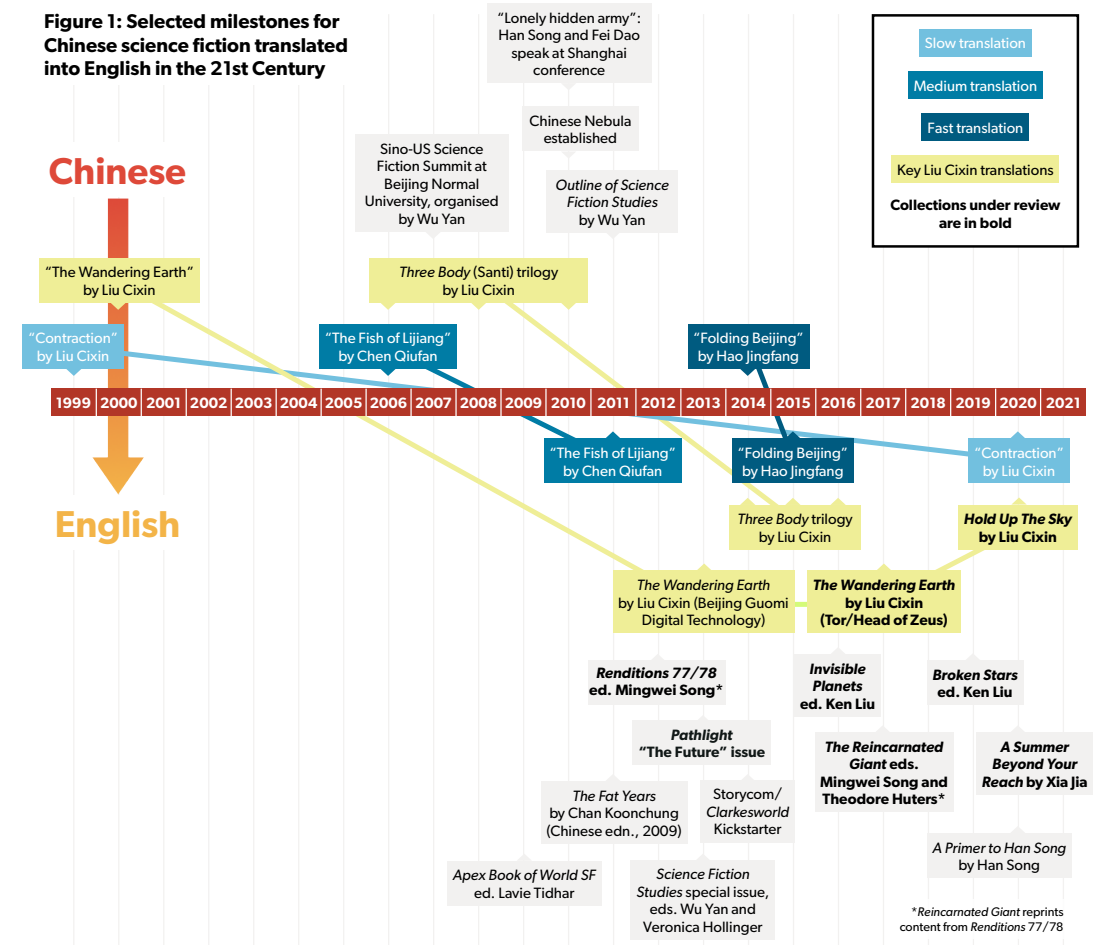 Figure 1: Selected milestones for
Chinese science fiction translated
into English in the 21st Century
“Lonely hidden army”:
Han Song and Fei Dao
speak at Shanghai
conference
Slow translation
Medium translation
Fast translation
Key Liu Cixin translations
Collections under review
are in bold
Chinese Nebula
established
Sino-US Science
Fiction Summit at
Beijing Normal
University, organised
by Wu Yan
Outline of Science
Fiction Studies
by Wu Yan
Chinese
“The Wandering Earth”
by Liu Cixin
Three Body (Santi) trilogy
by Liu Cixin
“Contraction”
by Liu Cixin
“The Fish of Lijiang”
by Chen Qiufan
“Folding Beijing”
by Hao Jingfang
1999 2000 2001 2002 2003 2004 2005 2006 2007 2008 2009 2010 2011 2012 2013 2014 2015 2016 2017 2018 2019 2020 2021
“The Fish of Lijiang”
by Chen Qiufan
“Folding Beijing”
by Hao Jingfang
“Contraction”
by Liu Cixin
English
Three Body trilogy
by Liu Cixin
Hold Up The Sky
by Liu Cixin
The Wandering Earth
by Liu Cixin (Beijing Guomi
Digital Technology)
The Wandering Earth
by Liu Cixin
(Tor/Head of Zeus)
Renditions 77/78
ed. Mingwei Song*
Invisible
Planets
ed. Ken Liu
Broken Stars
ed. Ken Liu
Pathlight
“The Future” issue
The Reincarnated
Giant eds.
Mingwei Song and
Theodore Huters*
A Summer
Beyond Your
Reach by Xia Jia
The Fat Years
by Chan Koonchung
(Chinese edn., 2009)
Storycom/
Clarkesworld
Kickstarter
A Primer to Han Song
by Han Song
Apex Book of World SF
ed. Lavie Tidhar
Science Fiction
Studies special issue,
eds. Wu Yan and
Veronica Hollinger
*Reincarnated Giant reprints
content from Renditions 77/78